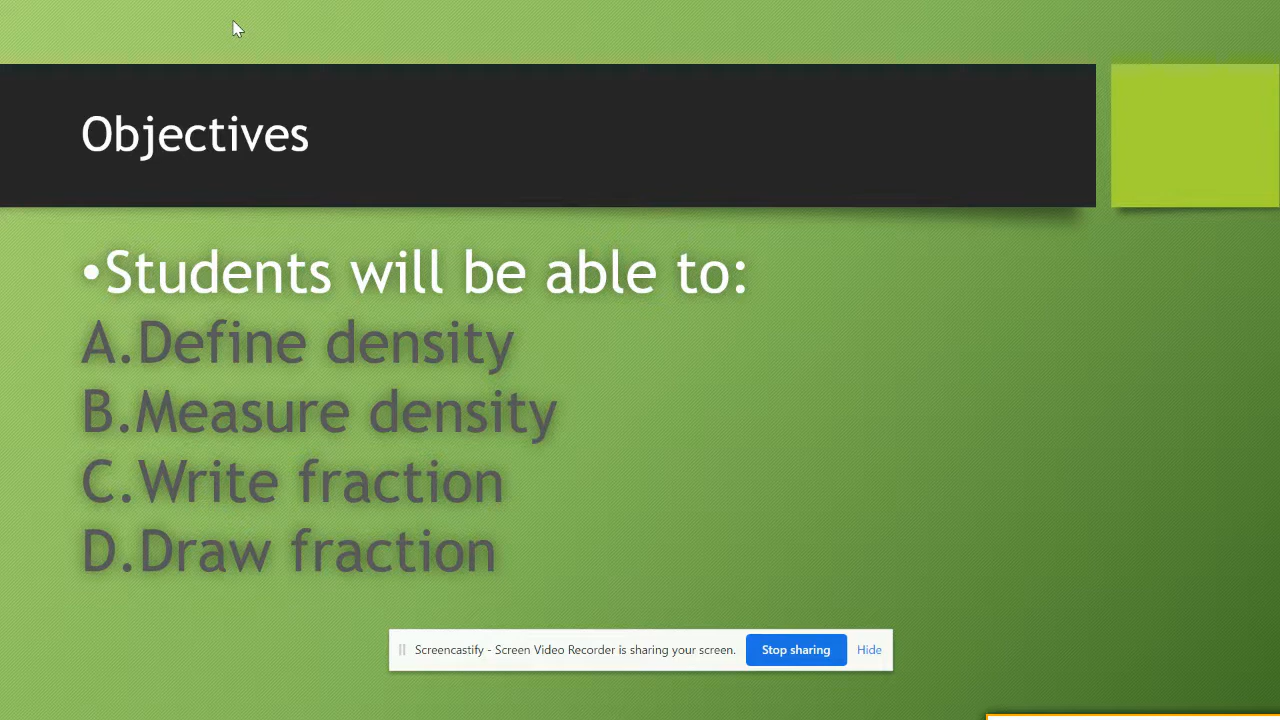 Objectives
•Students will be able to:
A.Define density
B.Measure density
C.Write fraction
D.Draw fraction
Screencastify - Screen Video Recorder is sharing your screen. Stop sharing Hide